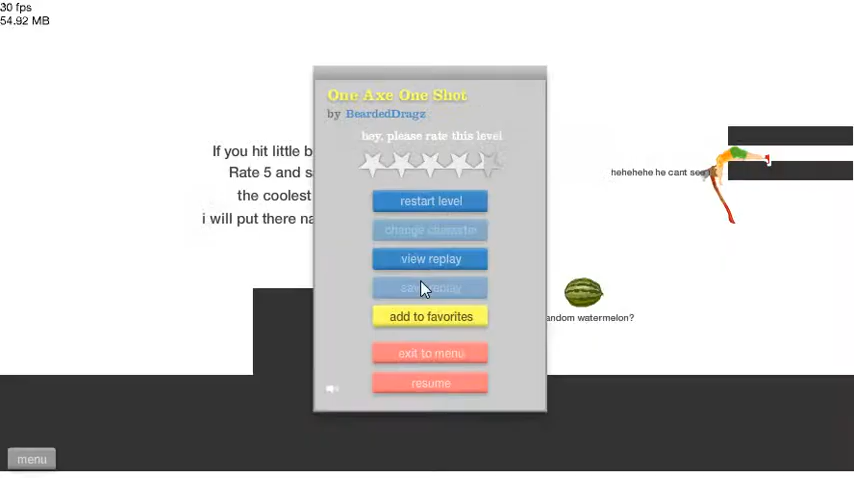 30 fps
54.92 MB
One Axe One Shot
by BeardedDragz
hey, please rate this level
If you hit little b
Rate 5 and s
the coolest
i will put there na
restart level
change character
view replay
save replay
add to favorites
exit to menu
resume
hehehehe he cant see
andom watermelon?
menu